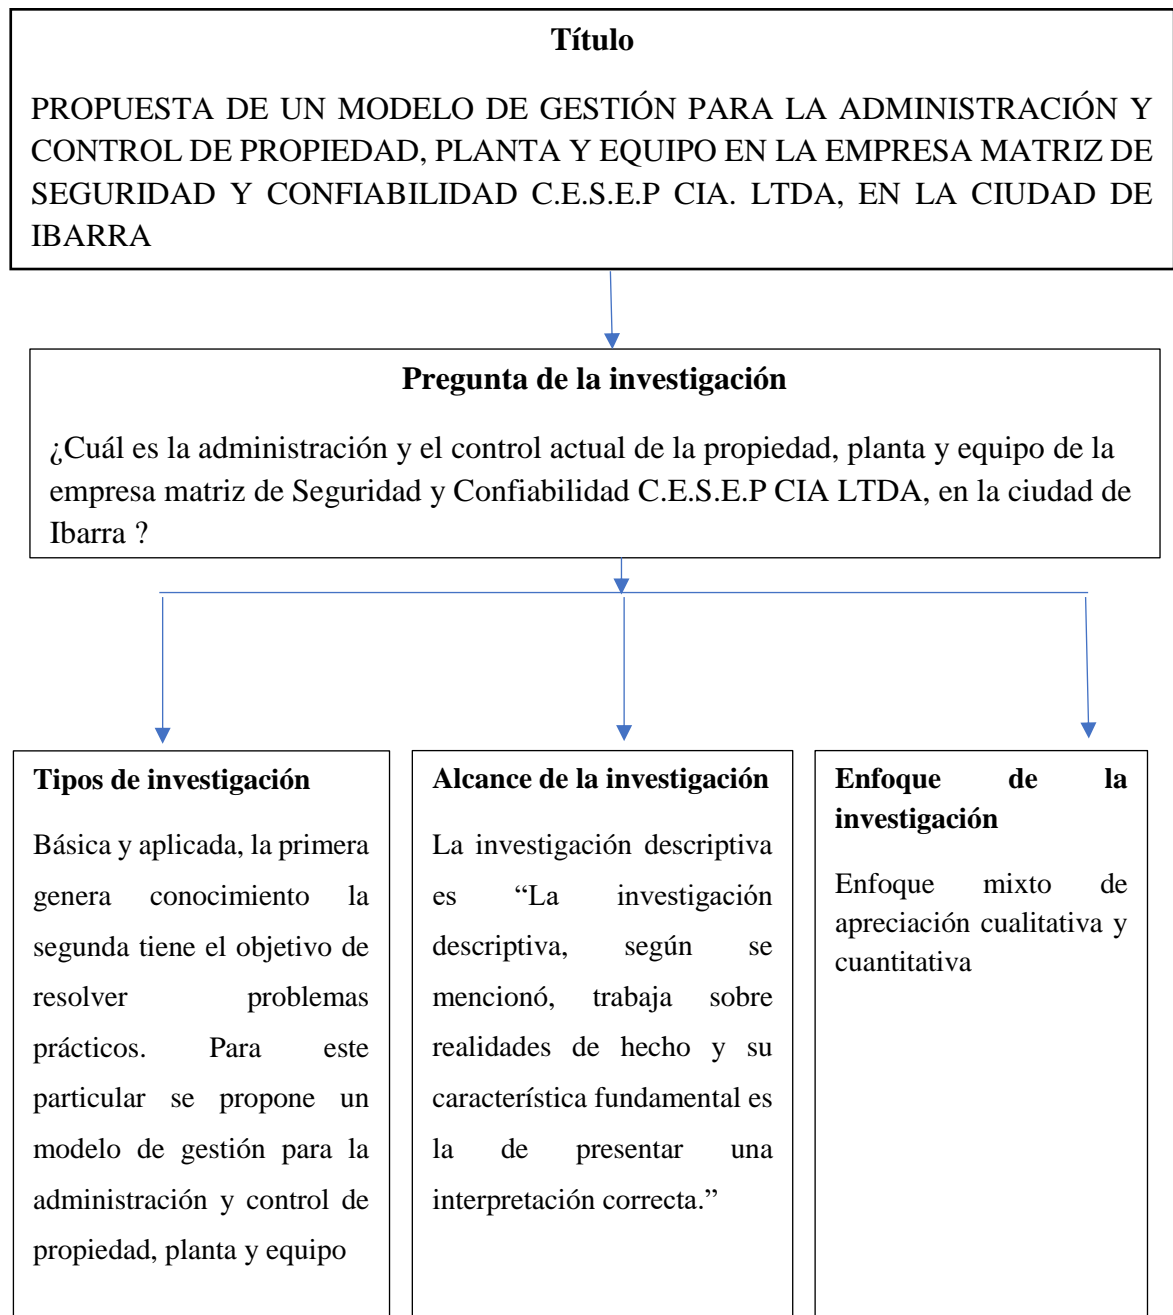 Título
PROPUESTA DE UN MODELO DE GESTIÓN PARA LA ADMINISTRACIÓN Y
CONTROL DE PROPIEDAD, PLANTA Y EQUIPO EN LA EMPRESA MATRIZ DE
SEGURIDAD Y CONFIABILIDAD C.E.S.E.P CIA. LTDA, EN LA CIUDAD DE
IBARRA
Pregunta de la investigación
¿Cuál es la administración y el control actual de la propiedad, planta y equipo de la
empresa matriz de Seguridad y Confiabilidad C.E.S.E.P CIA LTDA, en la ciudad de
Ibarra ?
Tipos de investigación
Básica y aplicada, la primera
genera conocimiento la
segunda tiene el objetivo de
resolver problemas
prácticos. Para este
particular se propone un
modelo de gestión para la
administración y control de
propiedad, planta y equipo
Alcance de la investigación
La investigación descriptiva
es “La investigación
descriptiva, según se
mencionó, trabaja sobre
realidades de hecho y su
característica fundamental es
la de presentar una
interpretación correcta.”
Enfoque de la
investigación
Enfoque mixto de
apreciación cualitativa y
cuantitativa